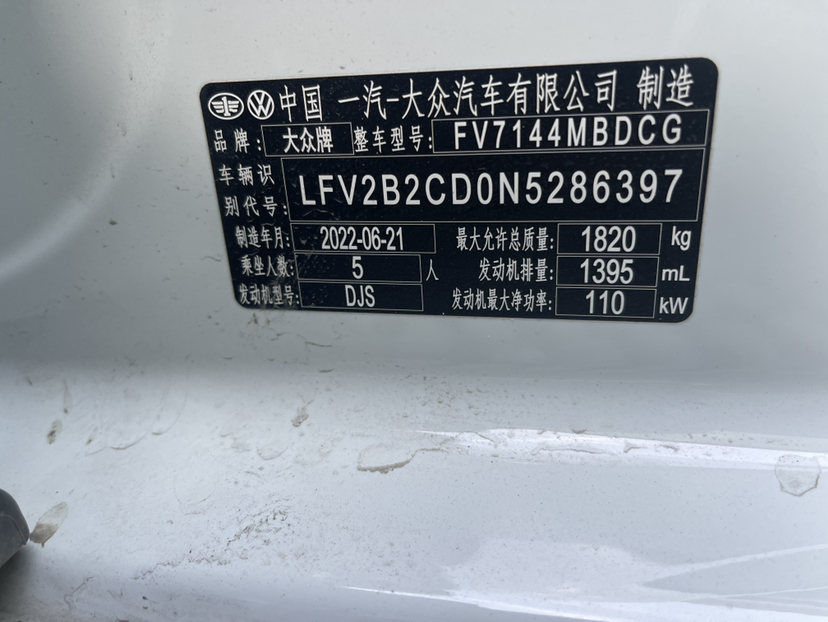 中国 一汽-大众汽车有限公司 制造
品牌: 大众牌 整车型号: FV7144MBDCG
车辆识别代号: LFV2B2CD0N5286397
制造年月: 2022-06-21 最大允许总质量: 1820 kg
乘坐人数: 5 人 发动机排量: 1395 mL
发动机型号: DJS 发动机最大净功率: 110 kW